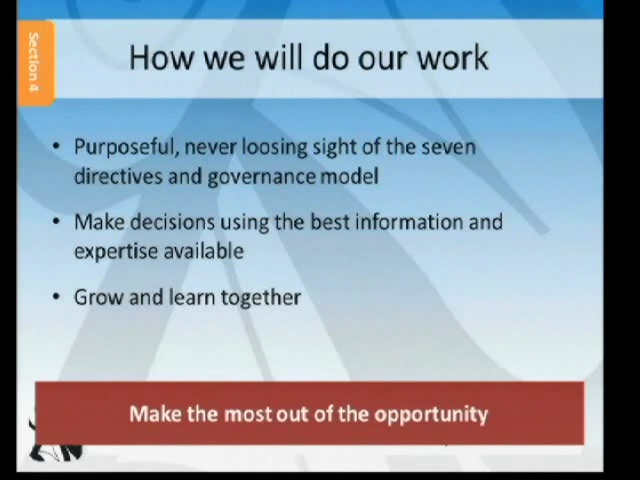 Section 4
How we will do our work
• Purposeful, never loosing sight of the seven
directives and governance model
• Make decisions using the best information and
expertise available
• Grow and learn together
Make the most out of the opportunity